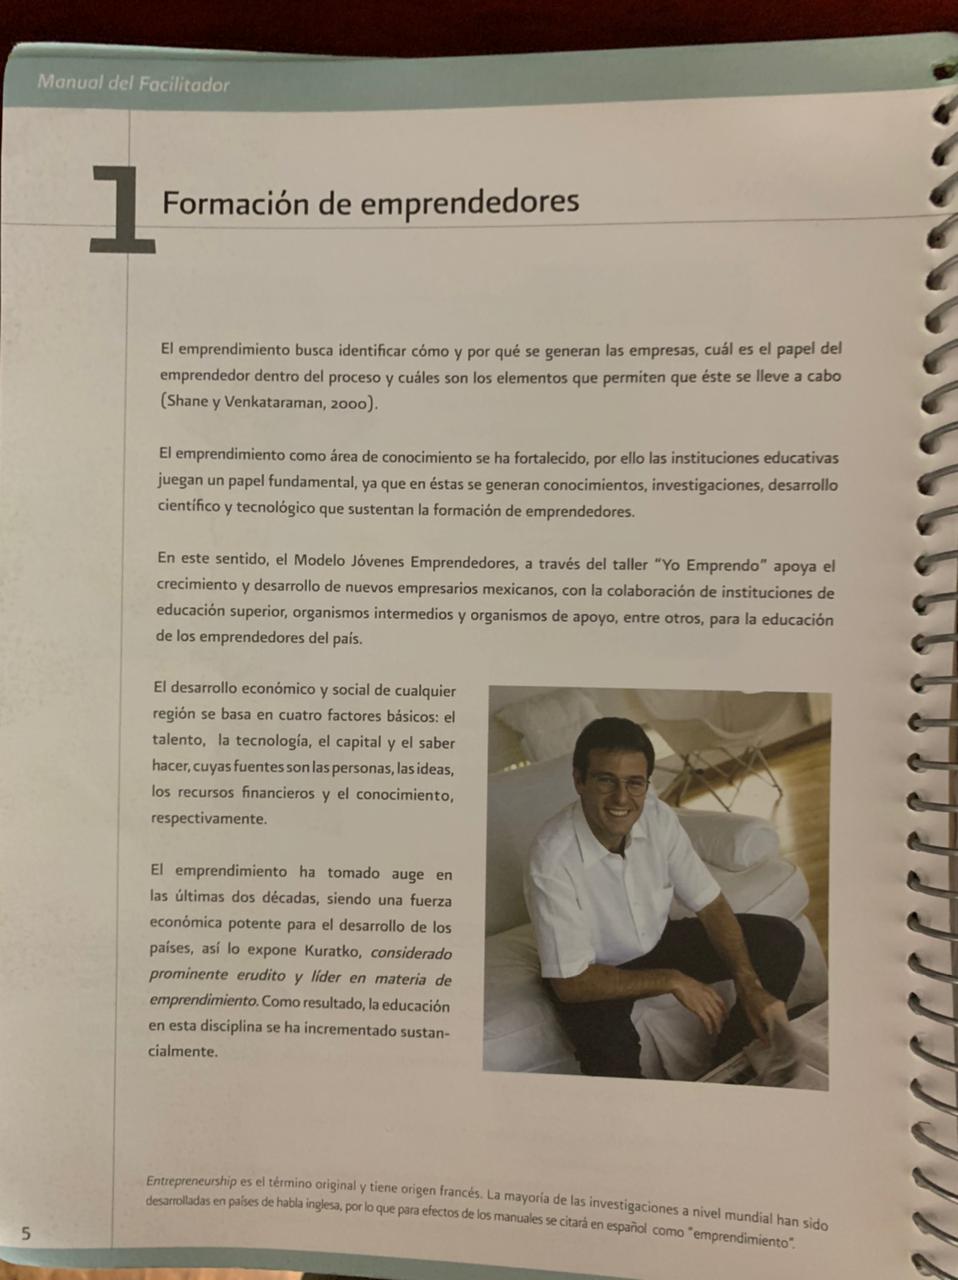 Manual del Facilitador
1
Formación de emprendedores
El emprendimiento busca identificar cómo y por qué se generan las empresas, cuál es el papel del
emprendedor dentro del proceso y cuáles son los elementos que permiten que éste se lleve a cabo
(Shane y Venkataraman, 2000).
El emprendimiento como área de conocimiento se ha fortalecido, por ello las instituciones educativas
juegan un papel fundamental, ya que en éstas se generan conocimientos, investigaciones, desarrollo
científico y tecnológico que sustentan la formación de emprendedores.
En este sentido, el Modelo Jóvenes Emprendedores, a través del taller "Yo Emprendo" apoya el
crecimiento y desarrollo de nuevos empresarios mexicanos, con la colaboración de instituciones de
educación superior, organismos intermedios y organismos de apoyo, entre otros, para la educación
de los emprendedores del país.
El desarrollo económico y social de cualquier
región se basa en cuatro factores básicos: el
talento, la tecnología, el capital y el saber
hacer, cuyas fuentes son las personas, las ideas,
los recursos financieros y el conocimiento,
respectivamente.
El emprendimiento ha tomado auge en
las últimas dos décadas, siendo una fuerza
económica potente para el desarrollo de los
países, así lo expone Kuratko, considerado
prominente erudito y líder en materia de
emprendimiento. Como resultado, la educación
en esta disciplina se ha incrementado sustan-
cialmente.
Entrepreneurship es el término original y tiene origen francés. La mayoría de las investigaciones a nivel mundial han sido
desarrolladas en países de habla inglesa, por lo que para efectos de los manuales se citará en español como "emprendimiento".
5